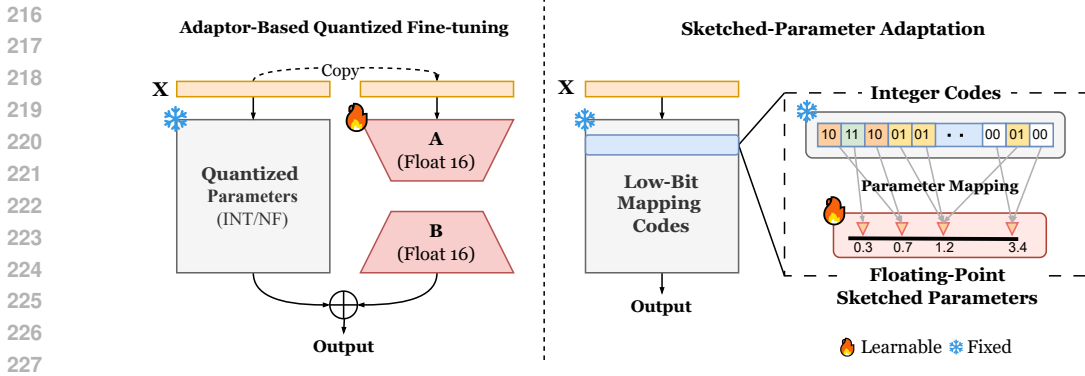 216
217
218
219
220
221
222
223
224
225
226
227
Adaptor-Based Quantized Fine-tuning
Copy
X
Quantized
Parameters
(INT/NF)
A
(Float 16)
B
(Float 16)
Output
Sketched-Parameter Adaptation
X
Low-Bit
Mapping
Codes
Output
Integer Codes
10 11 10 01 01 · · 00 01 00
Parameter Mapping
0.3 0.7 1.2 3.4
Floating-Point
Sketched Parameters
Learnable Fixed